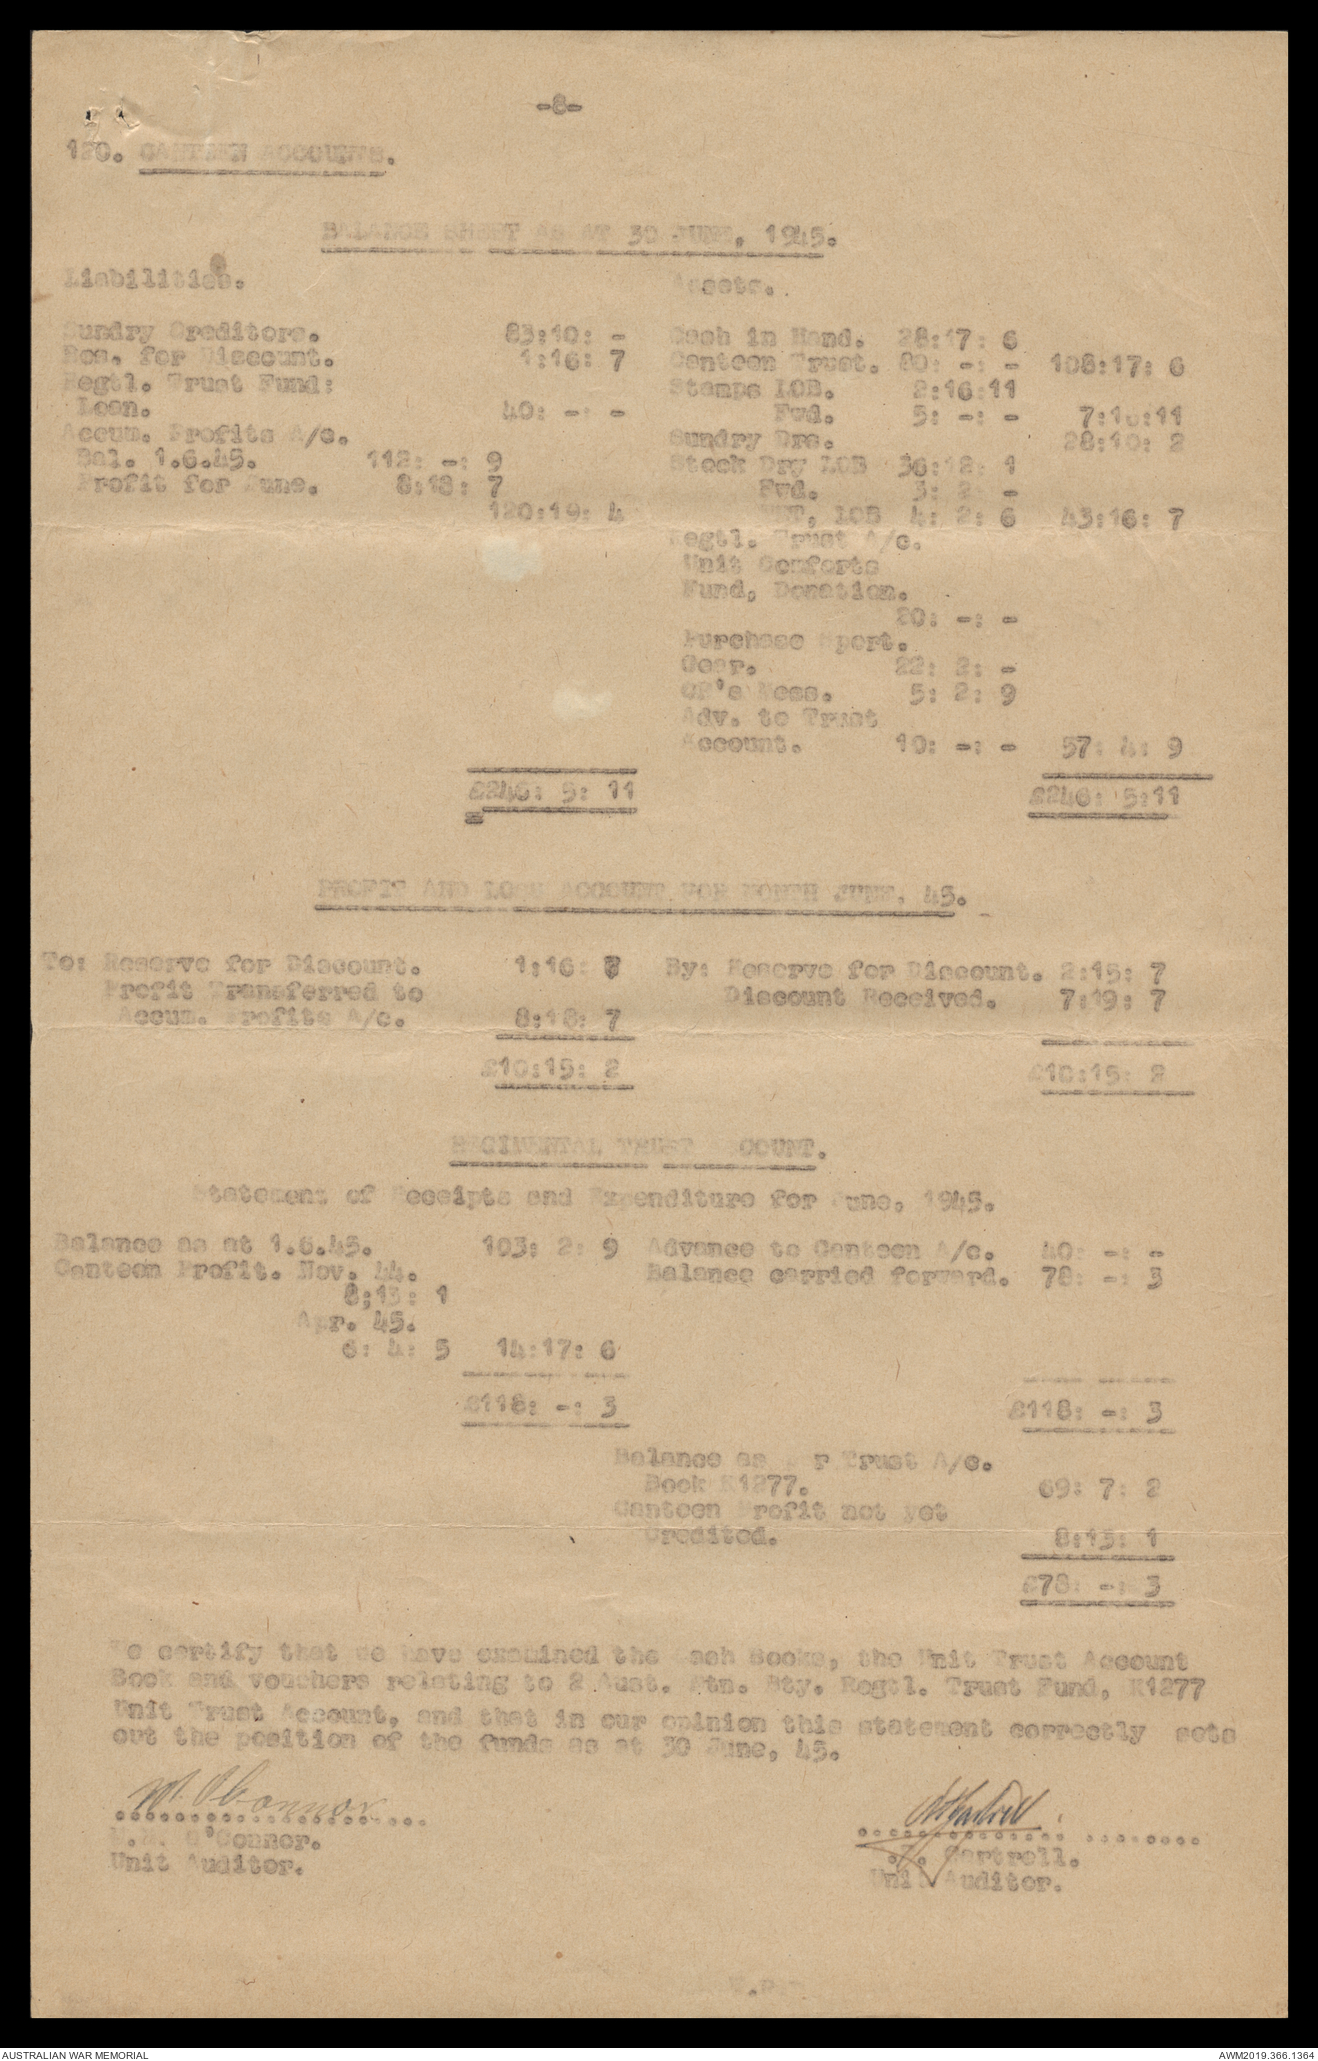 -8-
120. CANTEEN ACCOUNTS.
BALANCE SHEET AS AT 30 JUNE, 1945.
Liabilities. Assets.
Sundry Creditors. 83:10: - Cash in Hand. 28:17: 6
Res. for Discount. 1:16: 7 Canteen Trust. 80: -: - 108:17: 6
Regtl. Trust Fund: Stamps LOB. 2:16:11
Loan. 40: -: - Fwd. 5: -: - 7:16:11
Accum. Profits A/c. Sundry Drs. 28:10: 2
Bal. 1.6.45. 112: -: 9 Stock Dry LOB 36:12: 1
Profit for June. 8:18: 7 Fwd. 3: 2: -
120:19: 4 LOB 4: 2: 6 43:16: 7
Regtl. Trust A/c.
Unit Comforts
Fund, Donation.
20: -: -
Purchase Sport.
Gear. 22: 2: -
OR's Mess. 5: 2: 9
Adv. to Trust
Account. 10: -: - 57: 4: 9
£246: 5: 11 £246: 5:11
PROFIT AND LOSS ACCOUNT FOR MONTH JUNE, 45.
To: Reserve for Discount. 1:16: 7 By: Reserve for Discount. 2:15: 7
Profit Transferred to Discount Received. 7:19: 7
Accum. Profits A/c. 8:18: 7
£10:15: 2 £10:15: 2
REGIMENTAL TRUST ACCOUNT.
Statement of Receipts and Expenditure for June, 1945.
Balance as at 1.6.45. 103: 2: 9 Advance to Canteen A/c. 40: -: -
Canteen Profit. Nov. 44. Balance carried forward. 78: -: 3
8;13: 1
Apr. 45.
6: 4: 5 14:17: 6
£118: -: 3 £118: -: 3
Balance as per Trust A/c.
Book K1277. 69: 7: 2
Canteen Profit not yet
Credited. 8:13: 1
£78: -: 3
We certify that we have examined the Cash Books, the Unit Trust Account
Book and vouchers relating to 2 Aust. Mtn. Bty. Regtl. Trust Fund, K1277
Unit Trust Account, and that in our opinion this statement correctly sets
out the position of the funds as at 30 June, 45.
O'Connor.
Unit Auditor.
Cartrell.
Unit Auditor.
AUSTRALIAN WAR MEMORIAL AWM2019.366.1364